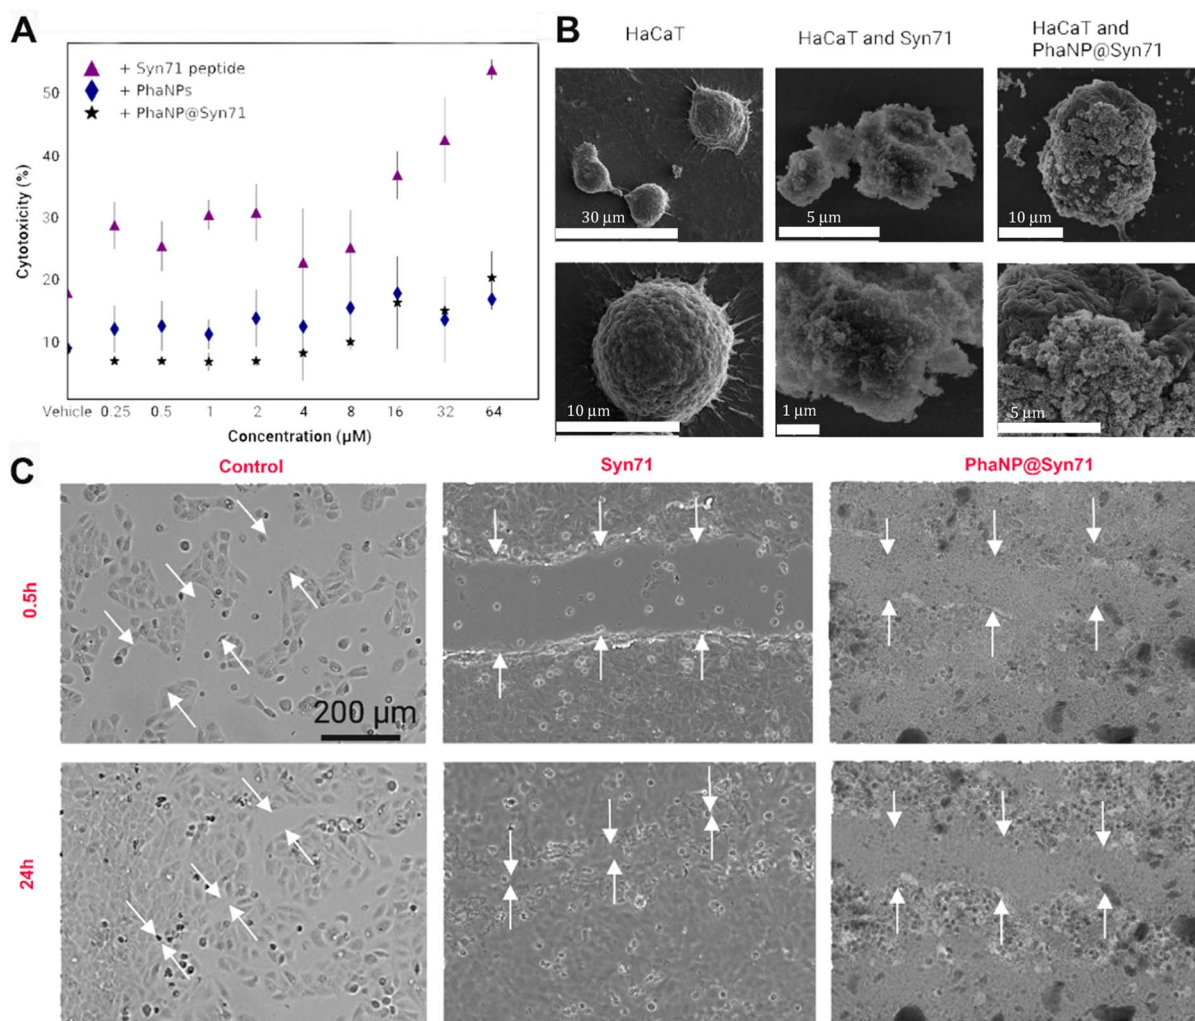 A
50
40
30
20
10
Cytotoxicity (%)
+ Syn71 peptide
+ PhaNPs
+ PhaNP@Syn71
Vehicle 0.25 0.5 1 2 4 8 16 32 64
Concentration (µM)
B
HaCaT
HaCaT and Syn71
HaCaT and
PhaNP@Syn71
30 µm
5 µm
10 µm
10 µm
1 µm
5 µm
C
Control
Syn71
PhaNP@Syn71
0.5h
200 µm
24h